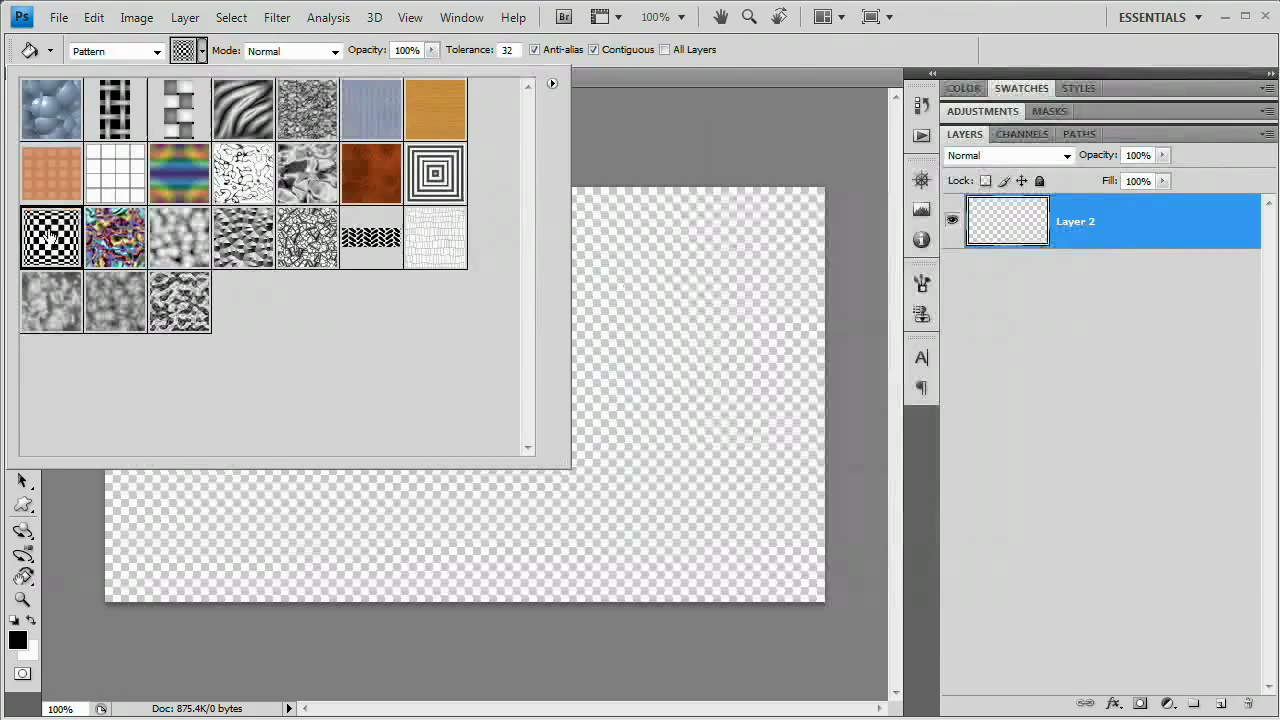 Ps File Edit Image Layer Select Filter Analysis 3D View Window Help Br 100% ESSENTIALS
Pattern Mode: Normal Opacity: 100% Tolerance: 32 Anti-alias Contiguous All Layers
COLOR SWATCHES STYLES
ADJUSTMENTS MASKS
LAYERS CHANNELS PATHS
Normal Opacity: 100%
Lock: Fill: 100%
Layer 2
A
100% Doc: 875.4K/0 bytes
fx